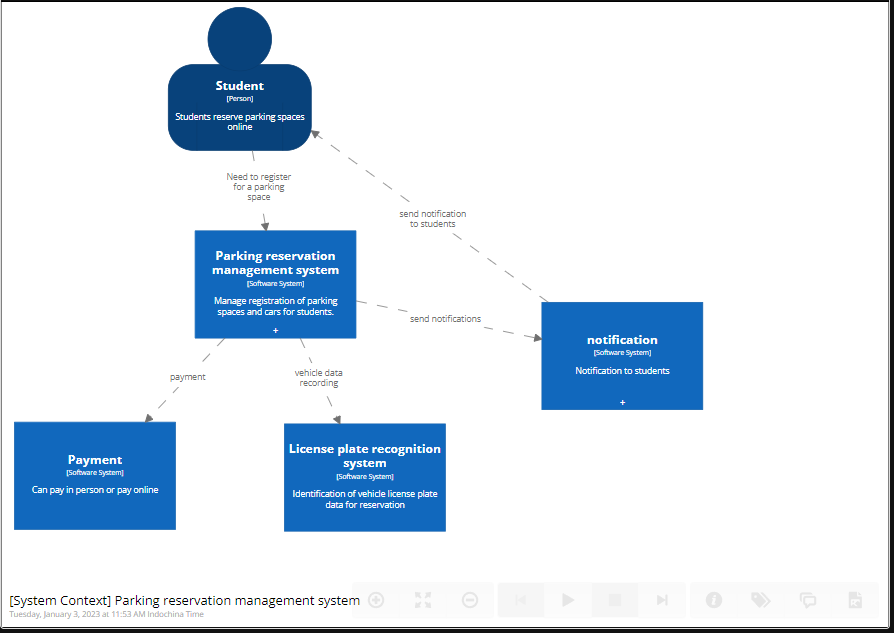 Student
[Person]
Students reserve parking spaces
online
Need to register
for a parking
space
send notification
to students
Parking reservation
management system
[Software System]
Manage registration of parking
spaces and cars for students.
+
send notifications
notification
[Software System]
Notification to students
+
payment
vehicle data
recording
Payment
[Software System]
Can pay in person or pay online
License plate recognition
system
[Software System]
Identification of vehicle license plate
data for reservation
[System Context] Parking reservation management system
Tuesday, January 3, 2023 at 11:53 AM Indochina Time